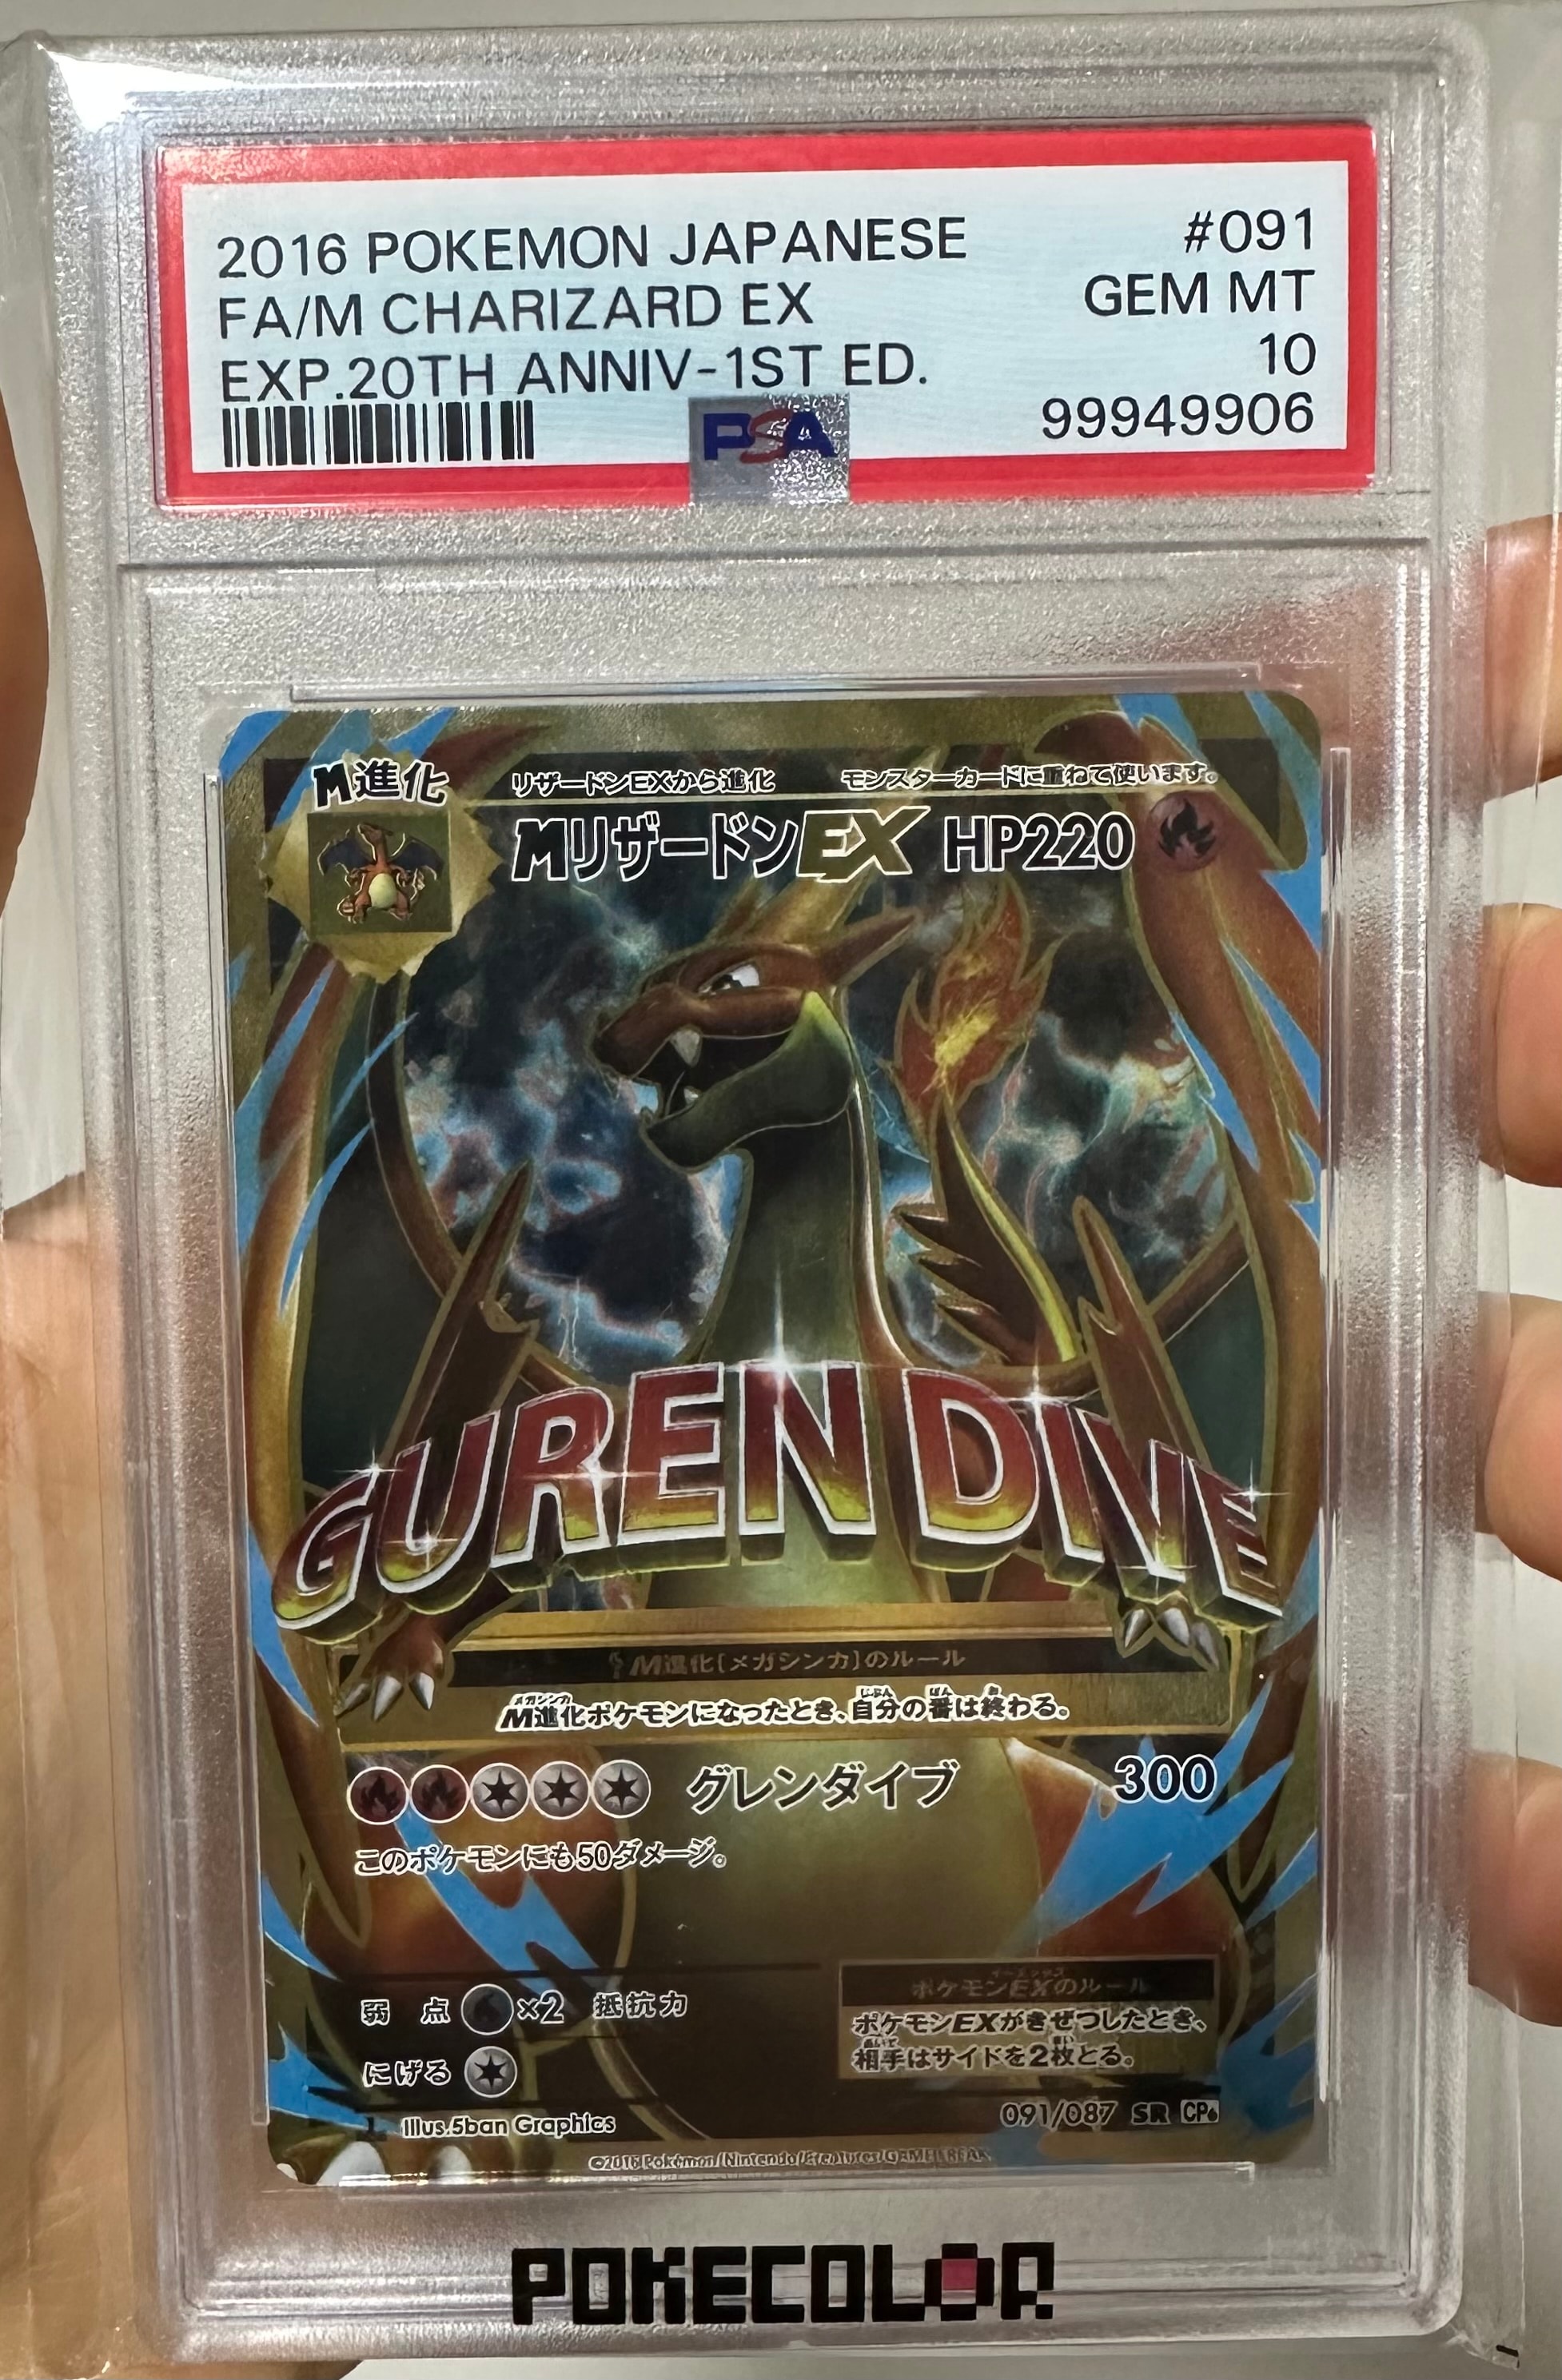 2016 POKEMON JAPANESE #091
FA/M CHARIZARD EX GEM MT
EXP.20TH ANNIV-1ST ED. 10
PSA 99949906
M進化 リザードンEXから進化 モンスターカードに重ねて使います。
MリザードンEX HP220
GUREN DIVE
M進化[メガシンカ]のルール
M進化ポケモンになったとき、自分の番は終わる。
グレンダイブ 300
このポケモンにも50ダメージ。
弱点 ×2 抵抗力
にげる
ポケモンEXのルール
ポケモンEXがきぜつしたとき、
相手はサイドを2枚とる。
Illus.5ban Graphics 091/087 SR CP6
©2016 Pokémon/Nintendo/Creatures/GAME FREAK
POKECOLOR